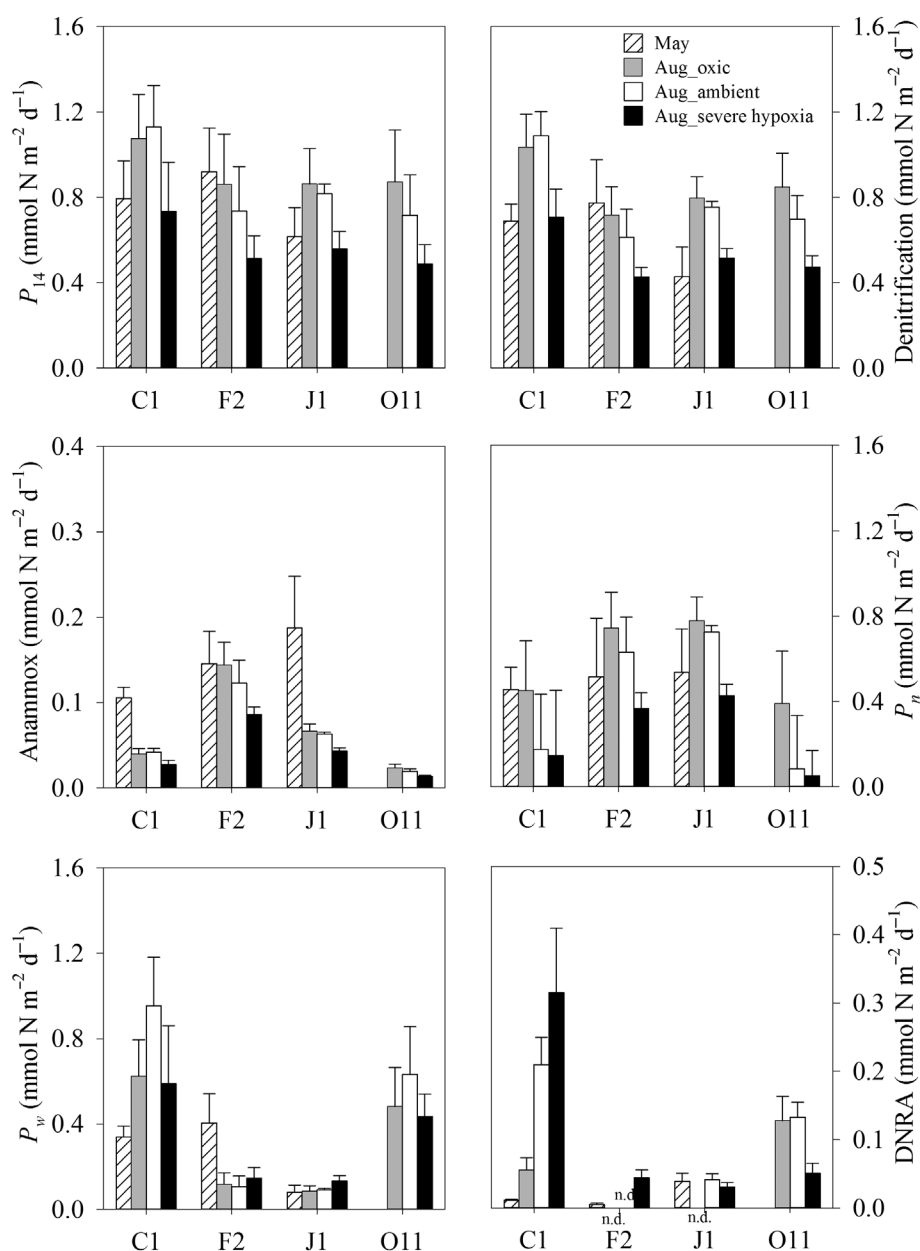 1.6
1.2
0.8
0.4
0.0
P14 (mmol N m−2 d−1)
C1 F2 J1 O11
May
Aug_oxic
Aug_ambient
Aug_severe hypoxia
1.6
1.2
0.8
0.4
0.0
Denitrification (mmol N m−2 d−1)
C1 F2 J1 O11
0.4
0.3
0.2
0.1
0.0
Anammox (mmol N m−2 d−1)
C1 F2 J1 O11
1.6
1.2
0.8
0.4
0.0
Pn (mmol N m−2 d−1)
C1 F2 J1 O11
1.6
1.2
0.8
0.4
0.0
Pw (mmol N m−2 d−1)
C1 F2 J1 O11
0.5
0.4
0.3
0.2
0.1
0.0
DNRA (mmol N m−2 d−1)
n.d.
n.d. n.d.
C1 F2 J1 O11